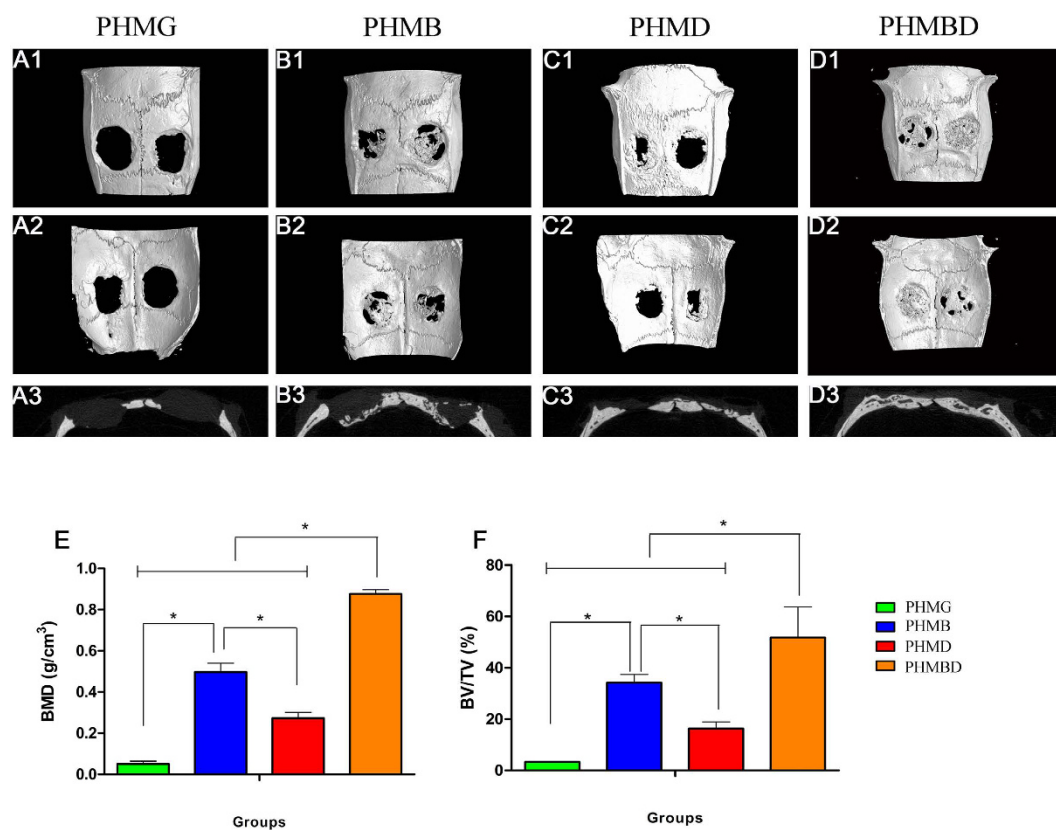 PHMG PHMB PHMD PHMBD
A1 B1 C1 D1
A2 B2 C2 D2
A3 B3 C3 D3
E
*
1.0
0.8
0.6
0.4
0.2
0.0
BMD (g/cm³)
* *
Groups
F
*
80
60
40
20
0
BV/TV (%)
* *
Groups
PHMG
PHMB
PHMD
PHMBD